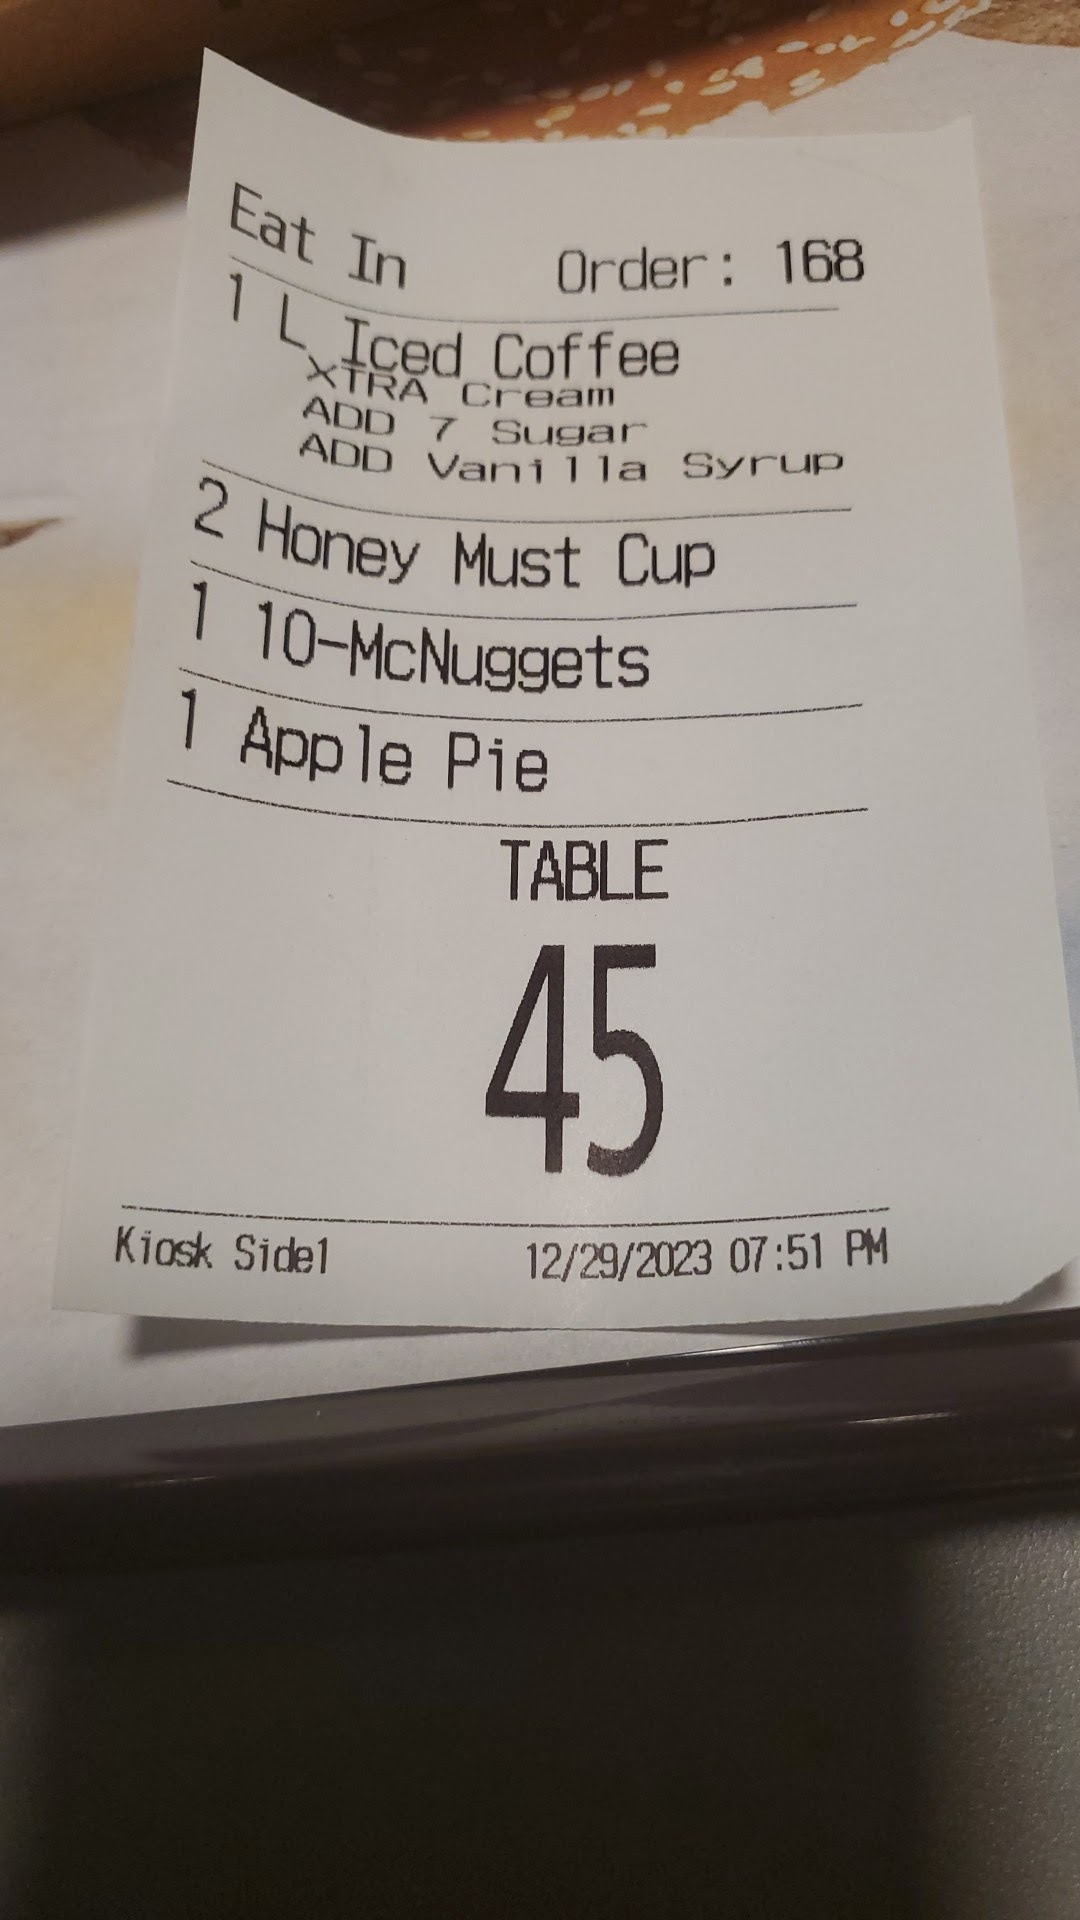 Eat In Order: 168
1 L Iced Coffee
XTRA Cream
ADD 7 Sugar
ADD Vanilla Syrup
2 Honey Must Cup
1 10-McNuggets
1 Apple Pie
TABLE
45
Kiosk Side1 12/29/2023 07:51 PM